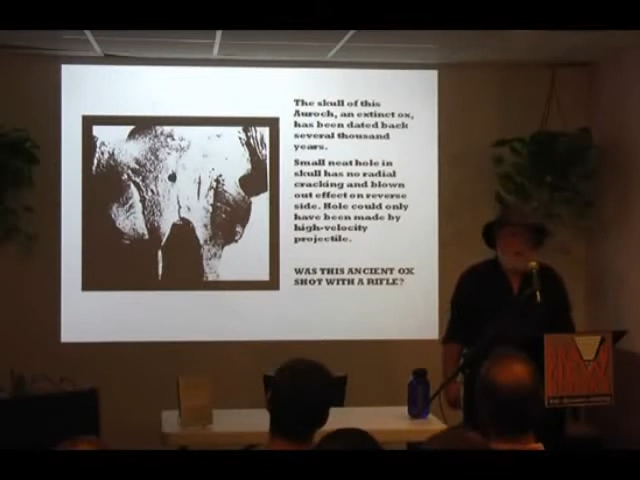 The skull of this
Auroch, an extinct ox,
has been dated back
several thousand
years.
Small neat hole in
skull has no radial
cracking and blown
out effect on reverse
side. Hole could only
have been made by
high-velocity
projectile.
WAS THIS ANCIENT OX
SHOT WITH A RIFLE?